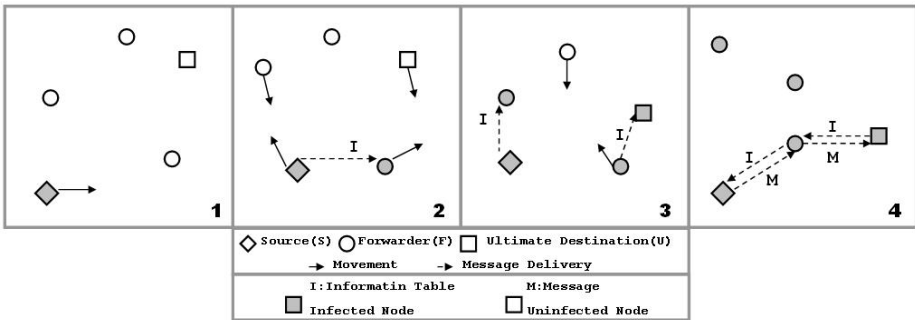 1
I
2
I
I
3
I
M
I
M
4
Source(S) Forwarder(F) Ultimate Destination(U)
Movement Message Delivery
I:Informatin Table M:Message
Infected Node Uninfected Node